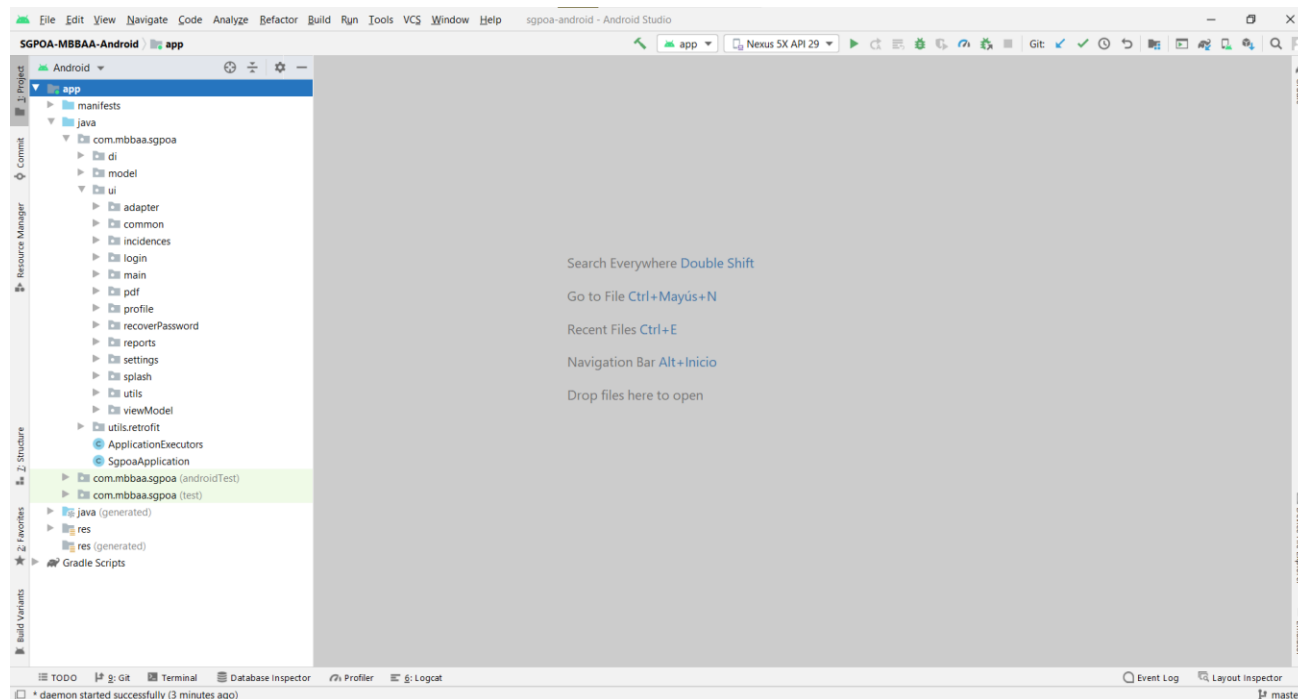 File Edit View Navigate Code Analyze Refactor Build Run Tools VCS Window Help sgpoa-android - Android Studio
SGPOA-MBBAA-Android app
app Nexus 5X API 29 Git:
1: Project
Commit
Resource Manager
Z: Structure
2: Favorites
Build Variants
Android
app
manifests
java
com.mbbaa.sgpoa
di
model
ui
adapter
common
incidences
login
main
pdf
profile
recoverPassword
reports
settings
splash
utils
viewModel
utils.retrofit
C ApplicationExecutors
C SgpoaApplication
com.mbbaa.sgpoa (androidTest)
com.mbbaa.sgpoa (test)
java (generated)
res
res (generated)
Gradle Scripts
Search Everywhere Double Shift
Go to File Ctrl+Mayús+N
Recent Files Ctrl+E
Navigation Bar Alt+Inicio
Drop files here to open
TODO 9: Git Terminal Database Inspector Profiler 6: Logcat Event Log Layout Inspector
* daemon started successfully (3 minutes ago)